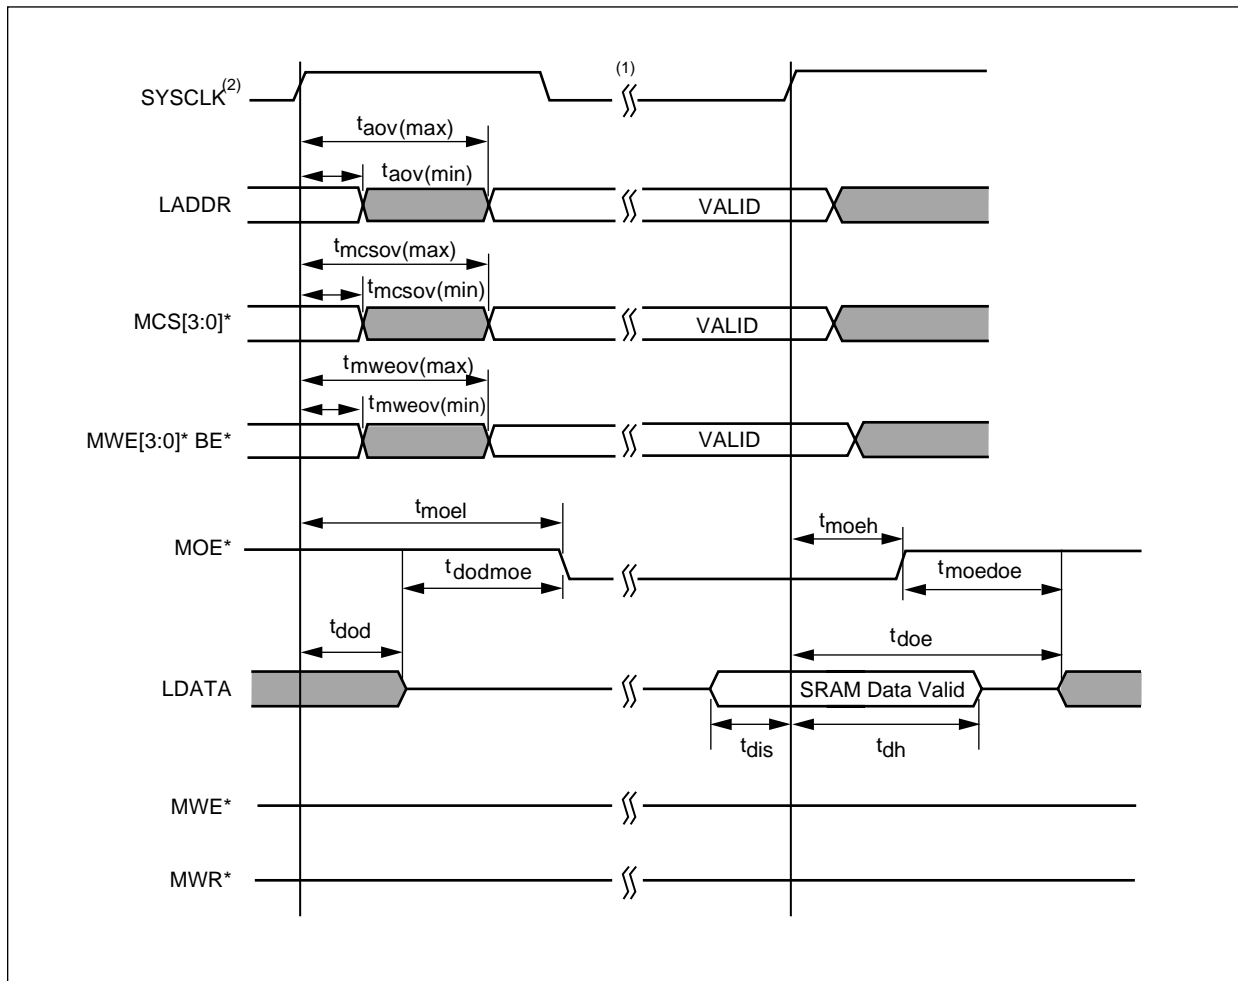 (1)
SYSCLK(2)
taov(max)
taov(min)
LADDR
VALID
tmcsov(max)
tmcsov(min)
MCS[3:0]*
VALID
tmweov(max)
tmweov(min)
MWE[3:0]* BE*
VALID
tmoel
tmoeh
MOE*
tdodmoe
tmoedoe
tdod
tdoe
LDATA
SRAM Data Valid
tdis
tdh
MWE*
MWR*